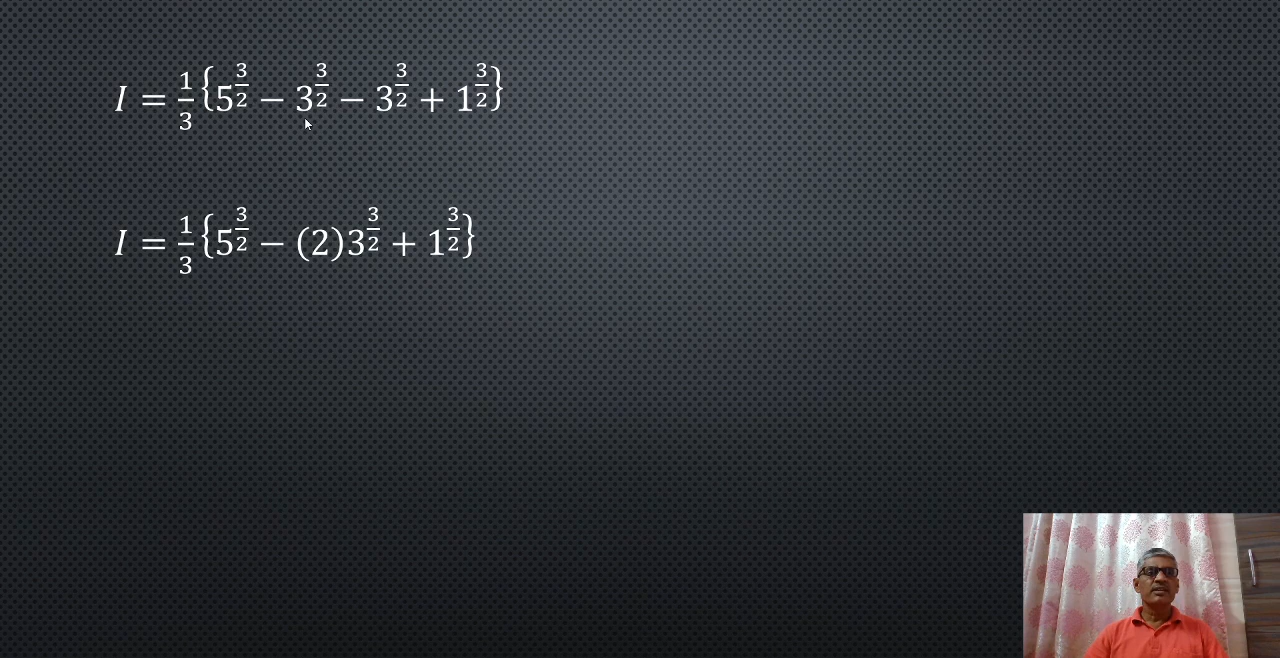 I = 1/3 {5^(3/2) − 3^(3/2) − 3^(3/2) + 1^(3/2)}
I = 1/3 {5^(3/2) − (2)3^(3/2) + 1^(3/2)}